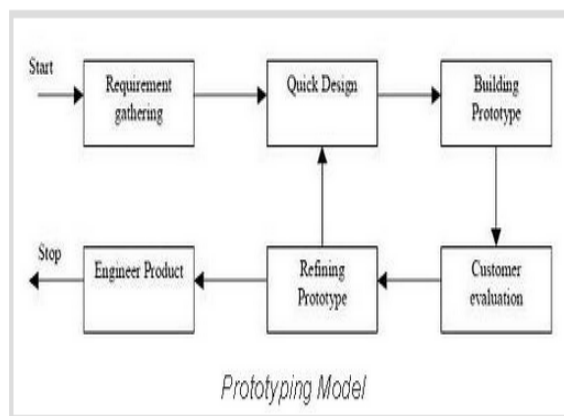 Start
Requirement
gathering
Quick Design
Building
Prototype
Stop
Engineer Product
Refining
Prototype
Customer
evaluation
Prototyping Model